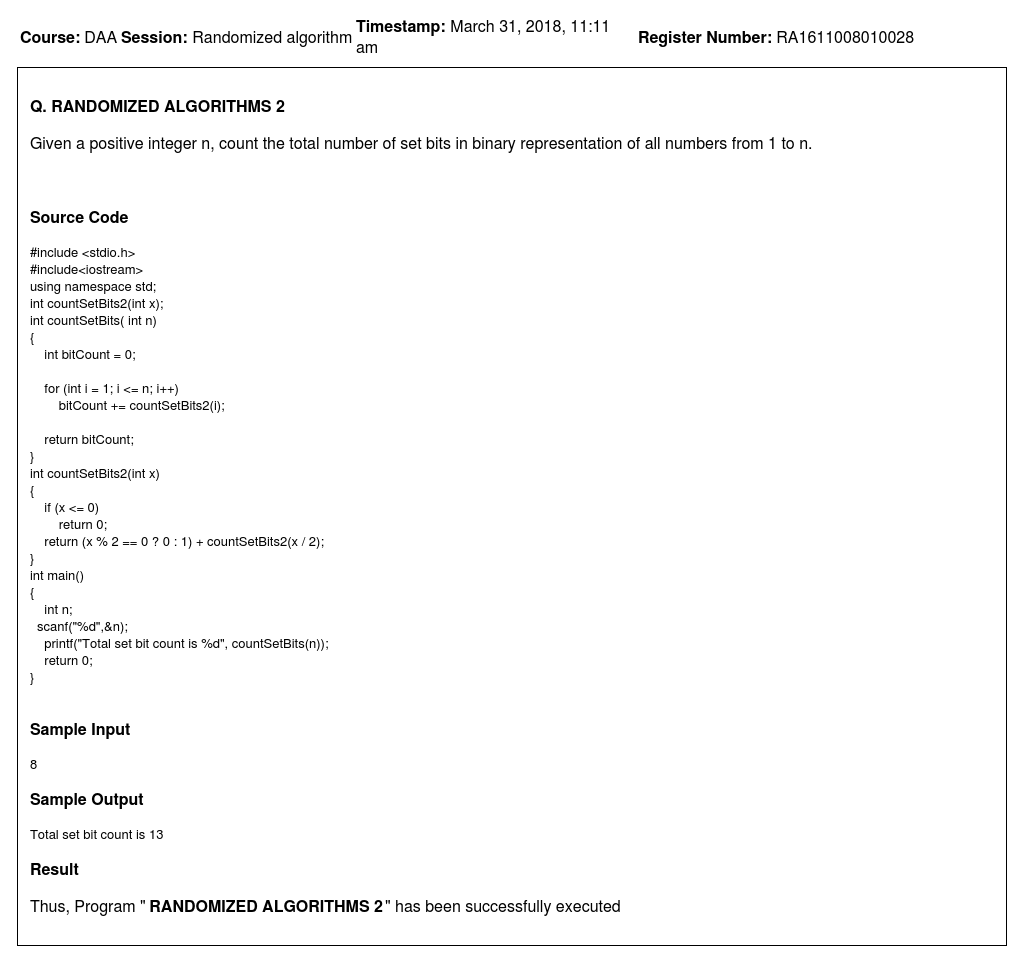 Course: DAA Session: Randomized algorithm Timestamp: March 31, 2018, 11:11 am Register Number: RA1611008010028
Q. RANDOMIZED ALGORITHMS 2
Given a positive integer n, count the total number of set bits in binary representation of all numbers from 1 to n.
Source Code
#include <stdio.h>
#include<iostream>
using namespace std;
int countSetBits2(int x);
int countSetBits( int n)
{
    int bitCount = 0;
    for (int i = 1; i <= n; i++)
        bitCount += countSetBits2(i);
    return bitCount;
}
int countSetBits2(int x)
{
    if (x <= 0)
        return 0;
    return (x % 2 == 0 ? 0 : 1) + countSetBits2(x / 2);
}
int main()
{
    int n;
  scanf("%d",&n);
    printf("Total set bit count is %d", countSetBits(n));
    return 0;
}
Sample Input
8
Sample Output
Total set bit count is 13
Result
Thus, Program " RANDOMIZED ALGORITHMS 2" has been successfully executed